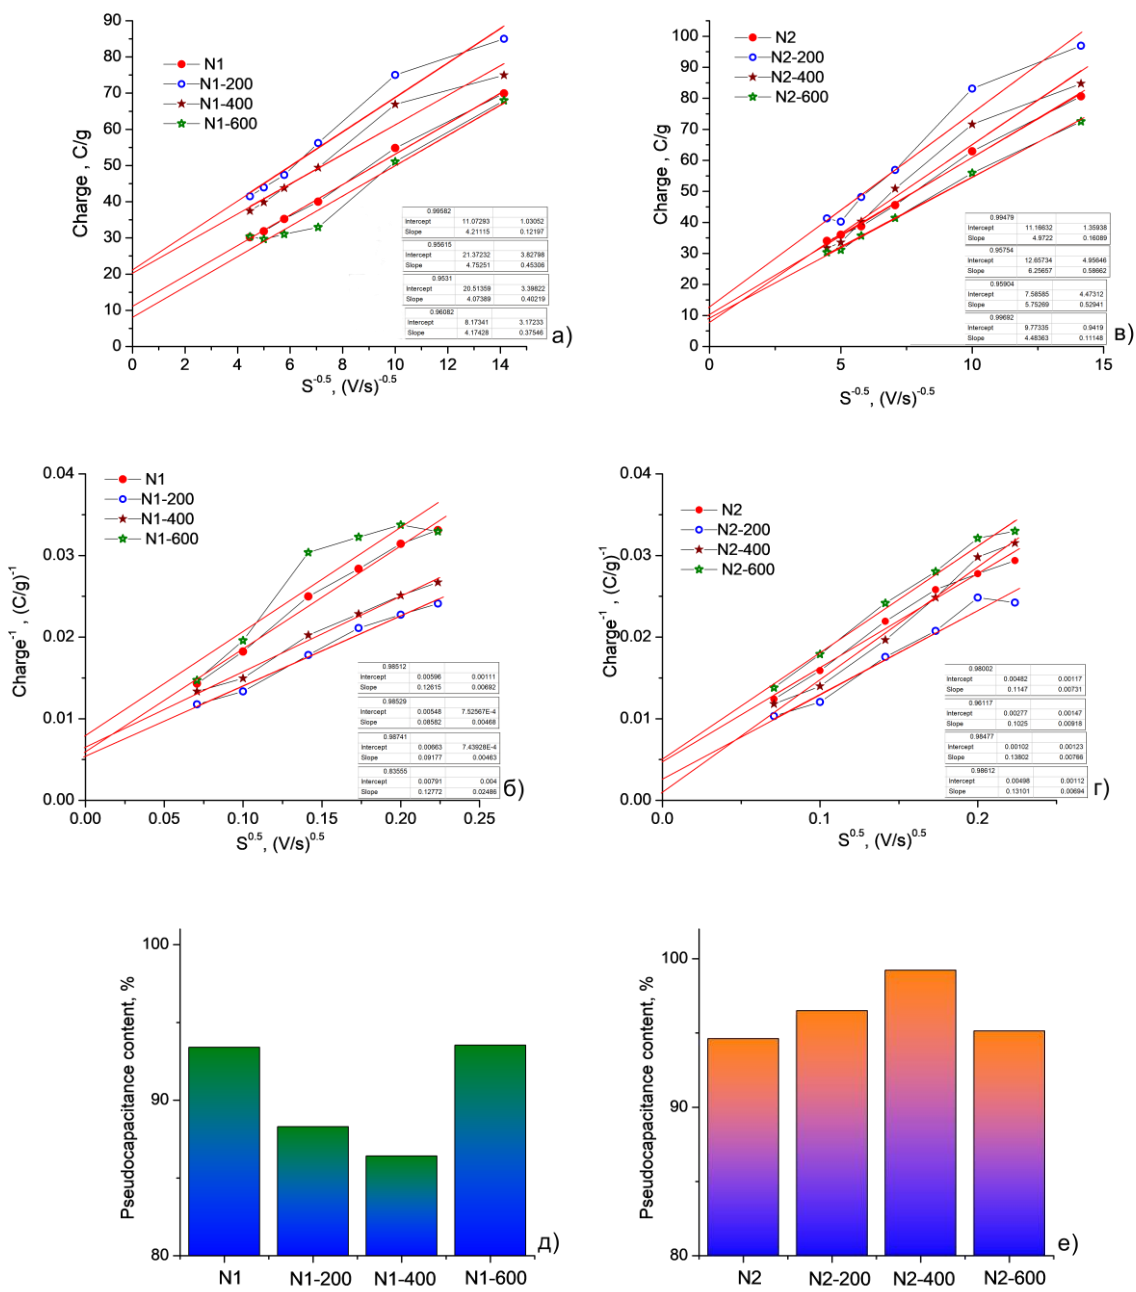 Charge , C/g
90
80
70
60
50
40
30
20
10
0
N1
N1-200
N1-400
N1-600
0.99582
Intercept 11.07293 1.03052
Slope 4.21115 0.12197
0.95615
Intercept 21.37232 3.82798
Slope 4.75251 0.45306
0.9531
Intercept 20.51359 3.39822
Slope 4.07389 0.40219
0.96082
Intercept 8.17341 3.17233
Slope 4.17428 0.37546
а)
0 2 4 6 8 10 12 14
S-0.5, (V/s)-0.5
Charge , C/g
100
90
80
70
60
50
40
30
20
10
0
N2
N2-200
N2-400
N2-600
0.99479
Intercept 11.16632 1.35938
Slope 4.9722 0.16089
0.95754
Intercept 12.65734 4.95646
Slope 6.25657 0.58662
0.95904
Intercept 7.58585 4.47312
Slope 5.75269 0.52941
0.99692
Intercept 9.77335 0.9419
Slope 4.48363 0.11148
в)
0 5 10 15
S-0.5, (V/s)-0.5
Charge-1 , (C/g)-1
0.04
0.03
0.02
0.01
0.00
N1
N1-200
N1-400
N1-600
0.98512
Intercept 0.00596 0.00111
Slope 0.12615 0.00692
0.98529
Intercept 0.00548 7.52567E-4
Slope 0.08582 0.00468
0.98741
Intercept 0.00663 7.43928E-4
Slope 0.09177 0.00463
0.83555
Intercept 0.00791 0.004
Slope 0.12772 0.02486
б)
0.00 0.05 0.10 0.15 0.20 0.25
S0.5, (V/s)0.5
Charge-1 , (C/g)-1
0.04
0.03
0.02
0.01
0.00
N2
N2-200
N2-400
N2-600
0.98002
Intercept 0.00482 0.00117
Slope 0.1147 0.00731
0.96117
Intercept 0.00277 0.00147
Slope 0.1025 0.00918
0.98477
Intercept 0.00102 0.00123
Slope 0.13802 0.00766
0.98612
Intercept 0.00498 0.00112
Slope 0.13101 0.00694
г)
0.0 0.1 0.2
S0.5, (V/s)0.5
Pseudocapacitance content, %
100
90
80
д)
N1 N1-200 N1-400 N1-600
Pseudocapacitance content, %
100
90
80
е)
N2 N2-200 N2-400 N2-600